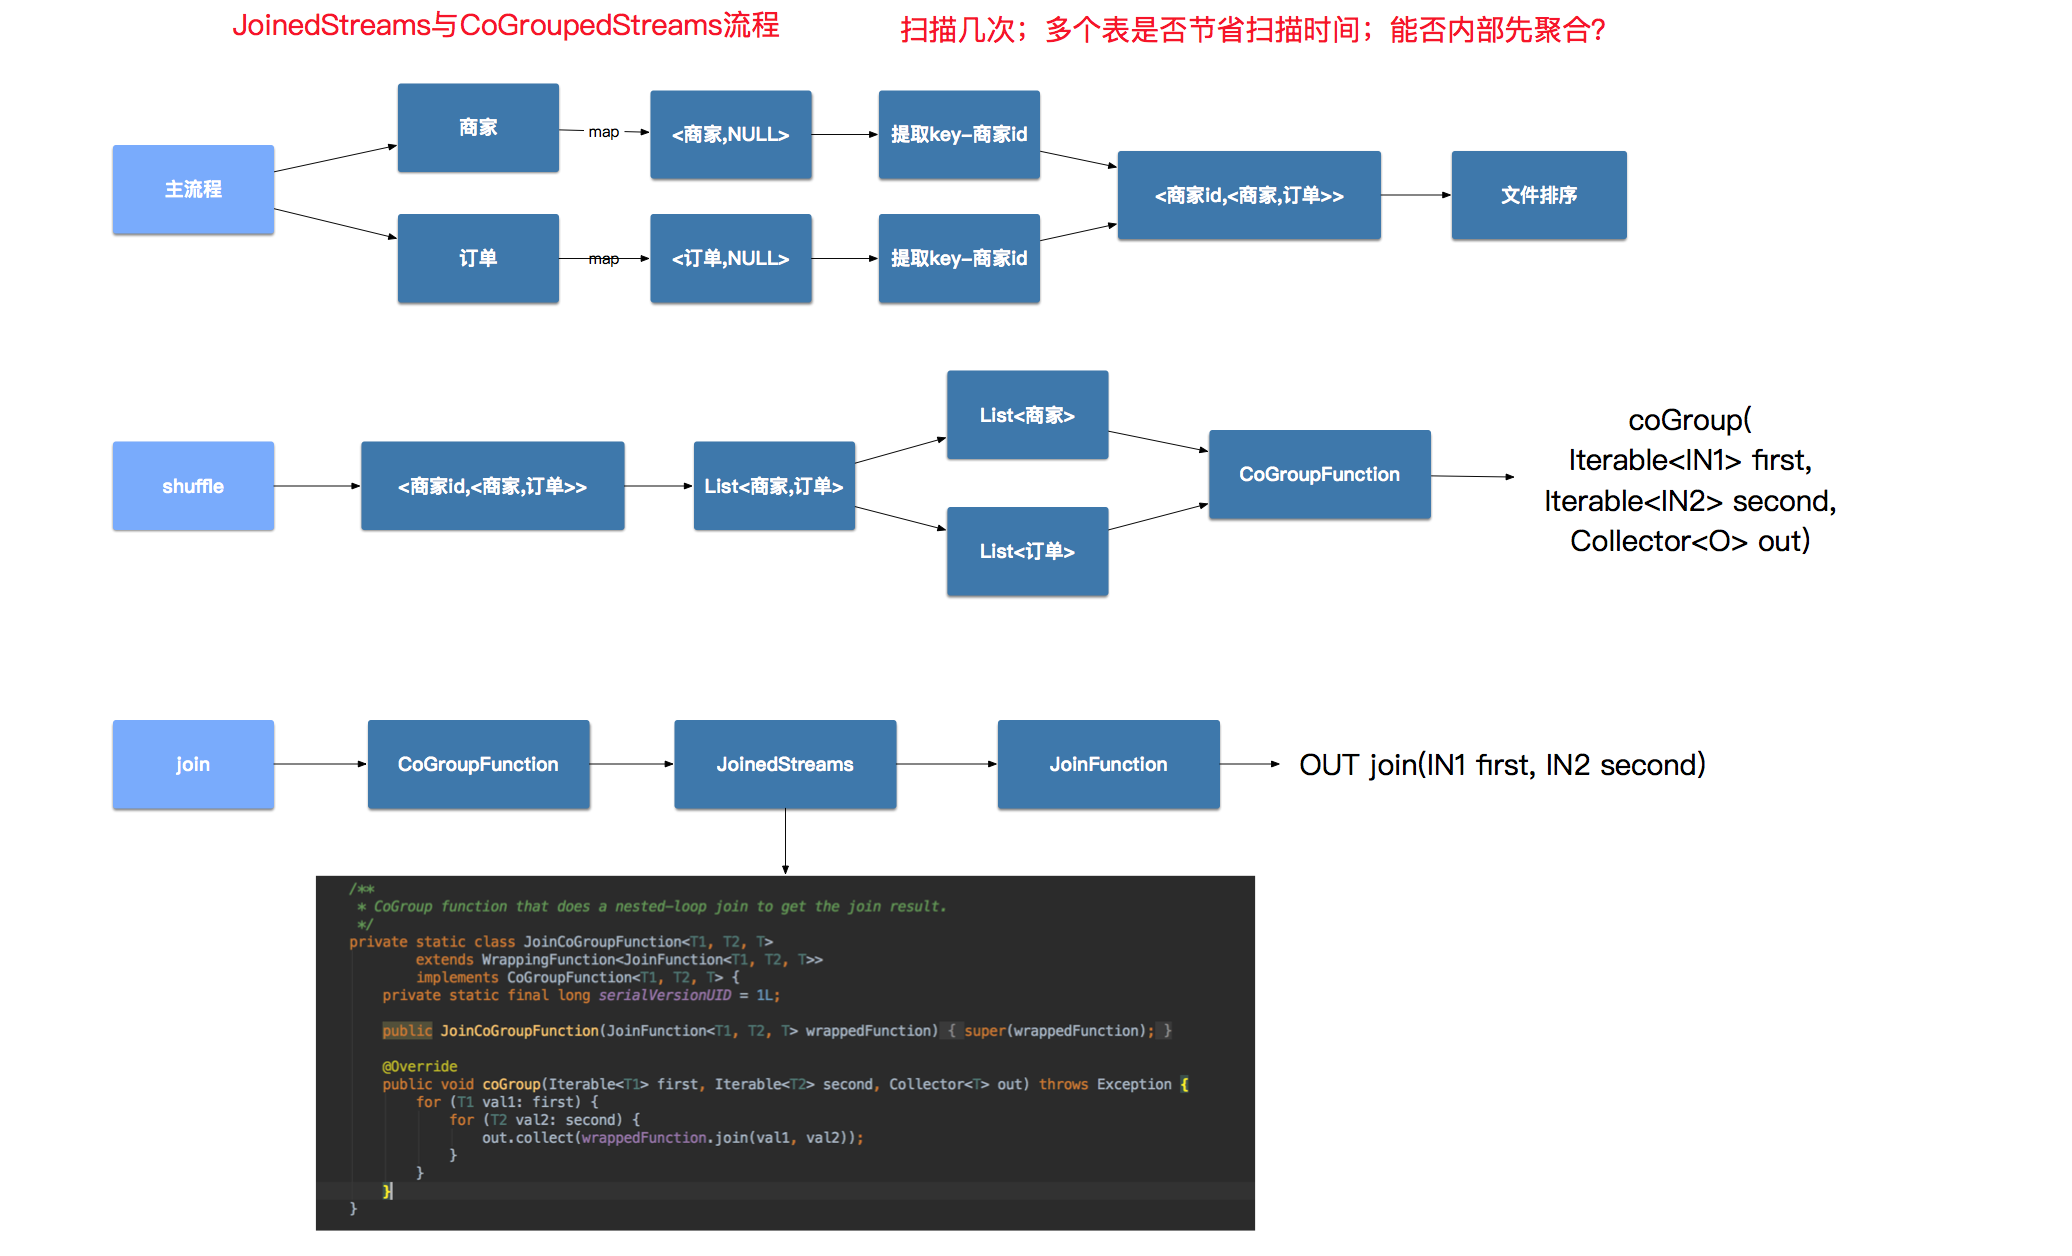 JoinedStreams与CoGroupedStreams流程
扫描几次；多个表是否节省扫描时间；能否内部先聚合？
主流程
商家
map
<商家,NULL>
提取key-商家id
订单
map
<订单,NULL>
提取key-商家id
<商家id,<商家,订单>>
文件排序
shuffle
<商家id,<商家,订单>>
List<商家,订单>
List<商家>
List<订单>
CoGroupFunction
coGroup(
Iterable<IN1> first,
Iterable<IN2> second,
Collector<O> out)
join
CoGroupFunction
JoinedStreams
JoinFunction
OUT join(IN1 first, IN2 second)
/**
* CoGroup function that does a nested-loop join to get the join result.
*/
private static class JoinCoGroupFunction<T1, T2, T>
extends WrappingFunction<JoinFunction<T1, T2, T>>
implements CoGroupFunction<T1, T2, T> {
private static final long serialVersionUID = 1L;
public JoinCoGroupFunction(JoinFunction<T1, T2, T> wrappedFunction) { super(wrappedFunction); }
@Override
public void coGroup(Iterable<T1> first, Iterable<T2> second, Collector<T> out) throws Exception {
for (T1 val1: first) {
for (T2 val2: second) {
out.collect(wrappedFunction.join(val1, val2));
}
}
}
}